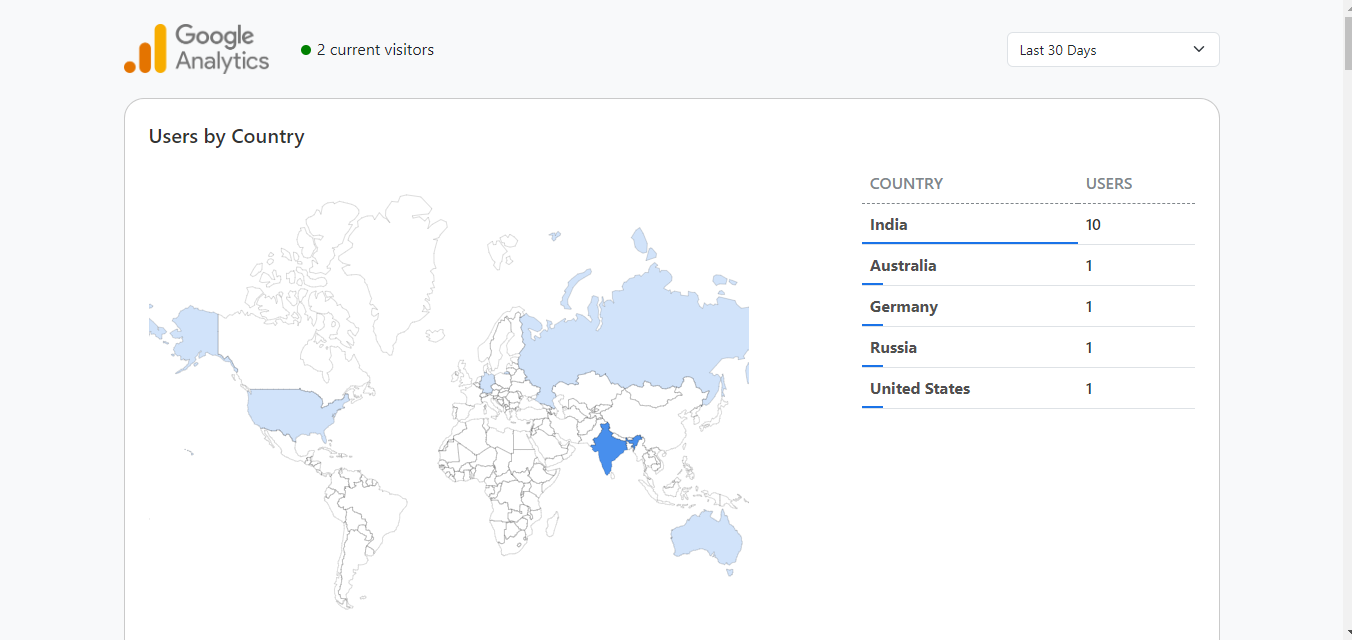 Google
Analytics
2 current visitors
Last 30 Days
Users by Country
COUNTRY USERS
India 10
Australia 1
Germany 1
Russia 1
United States 1